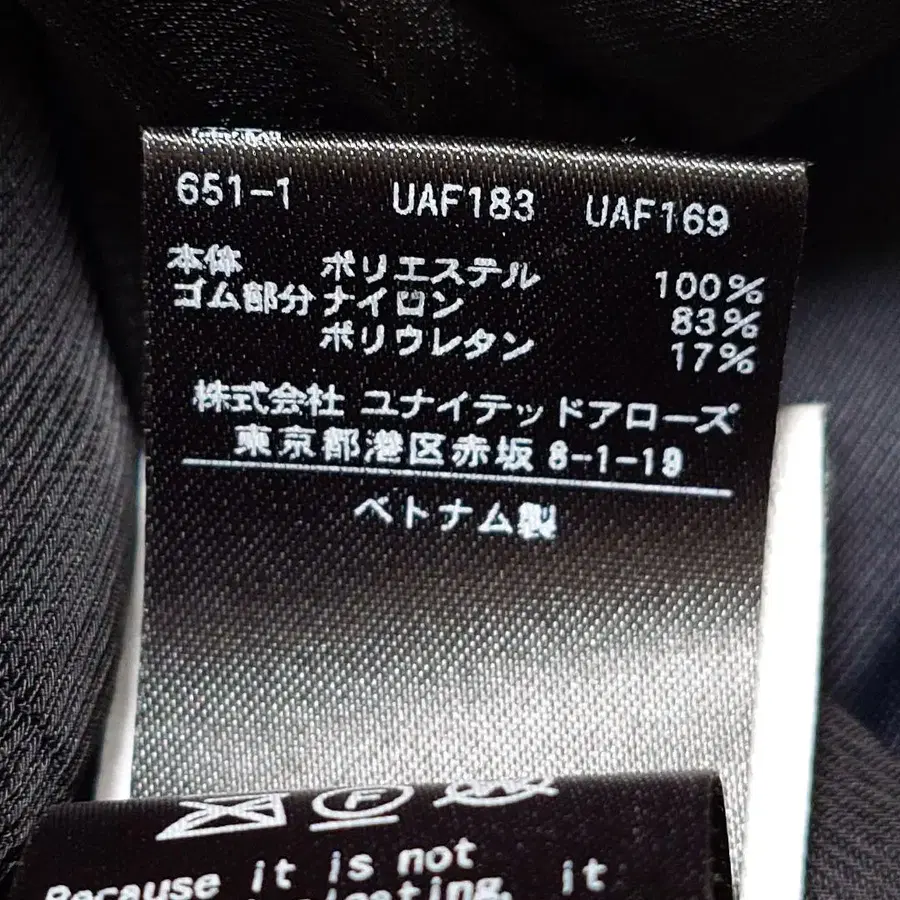 651-1 UAF183 UAF169
本体 ポリエステル 100%
ゴム部分 ナイロン 83%
ポリウレタン 17%
株式会社 ユナイテッドアローズ
東京都港区赤坂 8-1-19
ベトナム製
F W
Because it is not
it